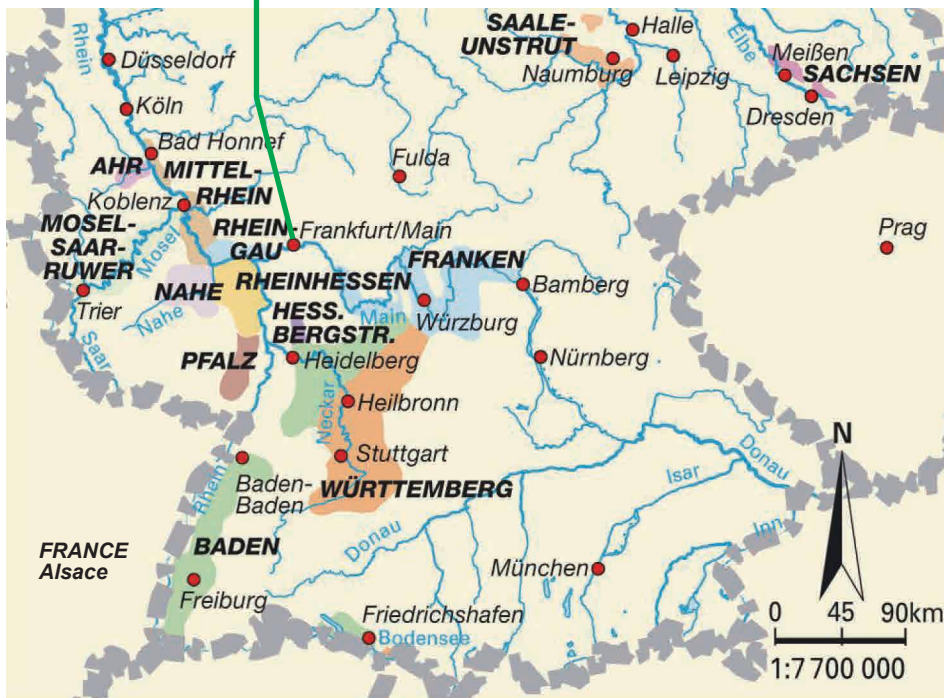 Rhein
Düsseldorf
Köln
Bad Honnef
AHR
MITTEL-
RHEIN
Koblenz
MOSEL-
SAAR-
RUWER
Mosel
Trier
Saar
NAHE
Nahe
RHEIN-
GAU
Frankfurt/Main
RHEINHESSEN
HESS.
BERGSTR.
Main
PFALZ
Heidelberg
Fulda
FRANKEN
Bamberg
Würzburg
Nürnberg
Neckar
Heilbronn
Stuttgart
WÜRTTEMBERG
SAALE-
UNSTRUT
Halle
Naumburg
Leipzig
Elbe
Meißen
SACHSEN
Dresden
Prag
Rhein
Baden-
Baden
BADEN
Freiburg
FRANCE
Alsace
Donau
Isar
Donau
Inn
München
Friedrichshafen
Bodensee
N
0 45 90km
1:7 700 000